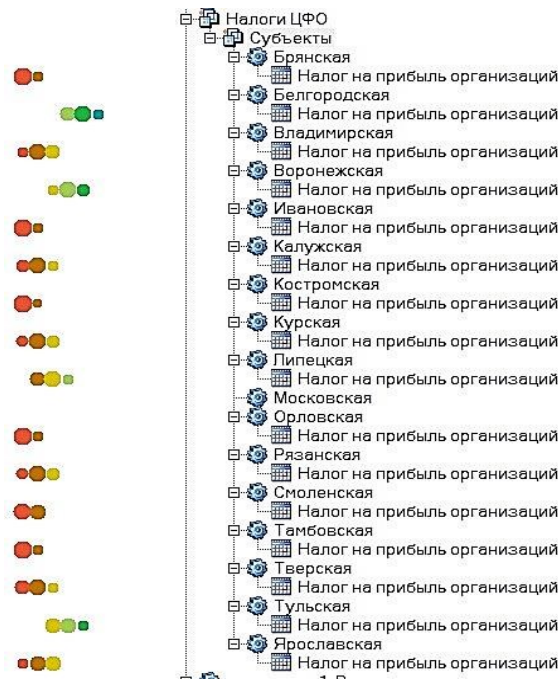 Налоги ЦФО
Субъекты
Брянская
Налог на прибыль организаций
Белгородская
Налог на прибыль организаций
Владимирская
Налог на прибыль организаций
Воронежская
Налог на прибыль организаций
Ивановская
Налог на прибыль организаций
Калужская
Налог на прибыль организаций
Костромская
Налог на прибыль организаций
Курская
Налог на прибыль организаций
Липецкая
Налог на прибыль организаций
Московская
Орловская
Налог на прибыль организаций
Рязанская
Налог на прибыль организаций
Смоленская
Налог на прибыль организаций
Тамбовская
Налог на прибыль организаций
Тверская
Налог на прибыль организаций
Тульская
Налог на прибыль организаций
Ярославская
Налог на прибыль организаций